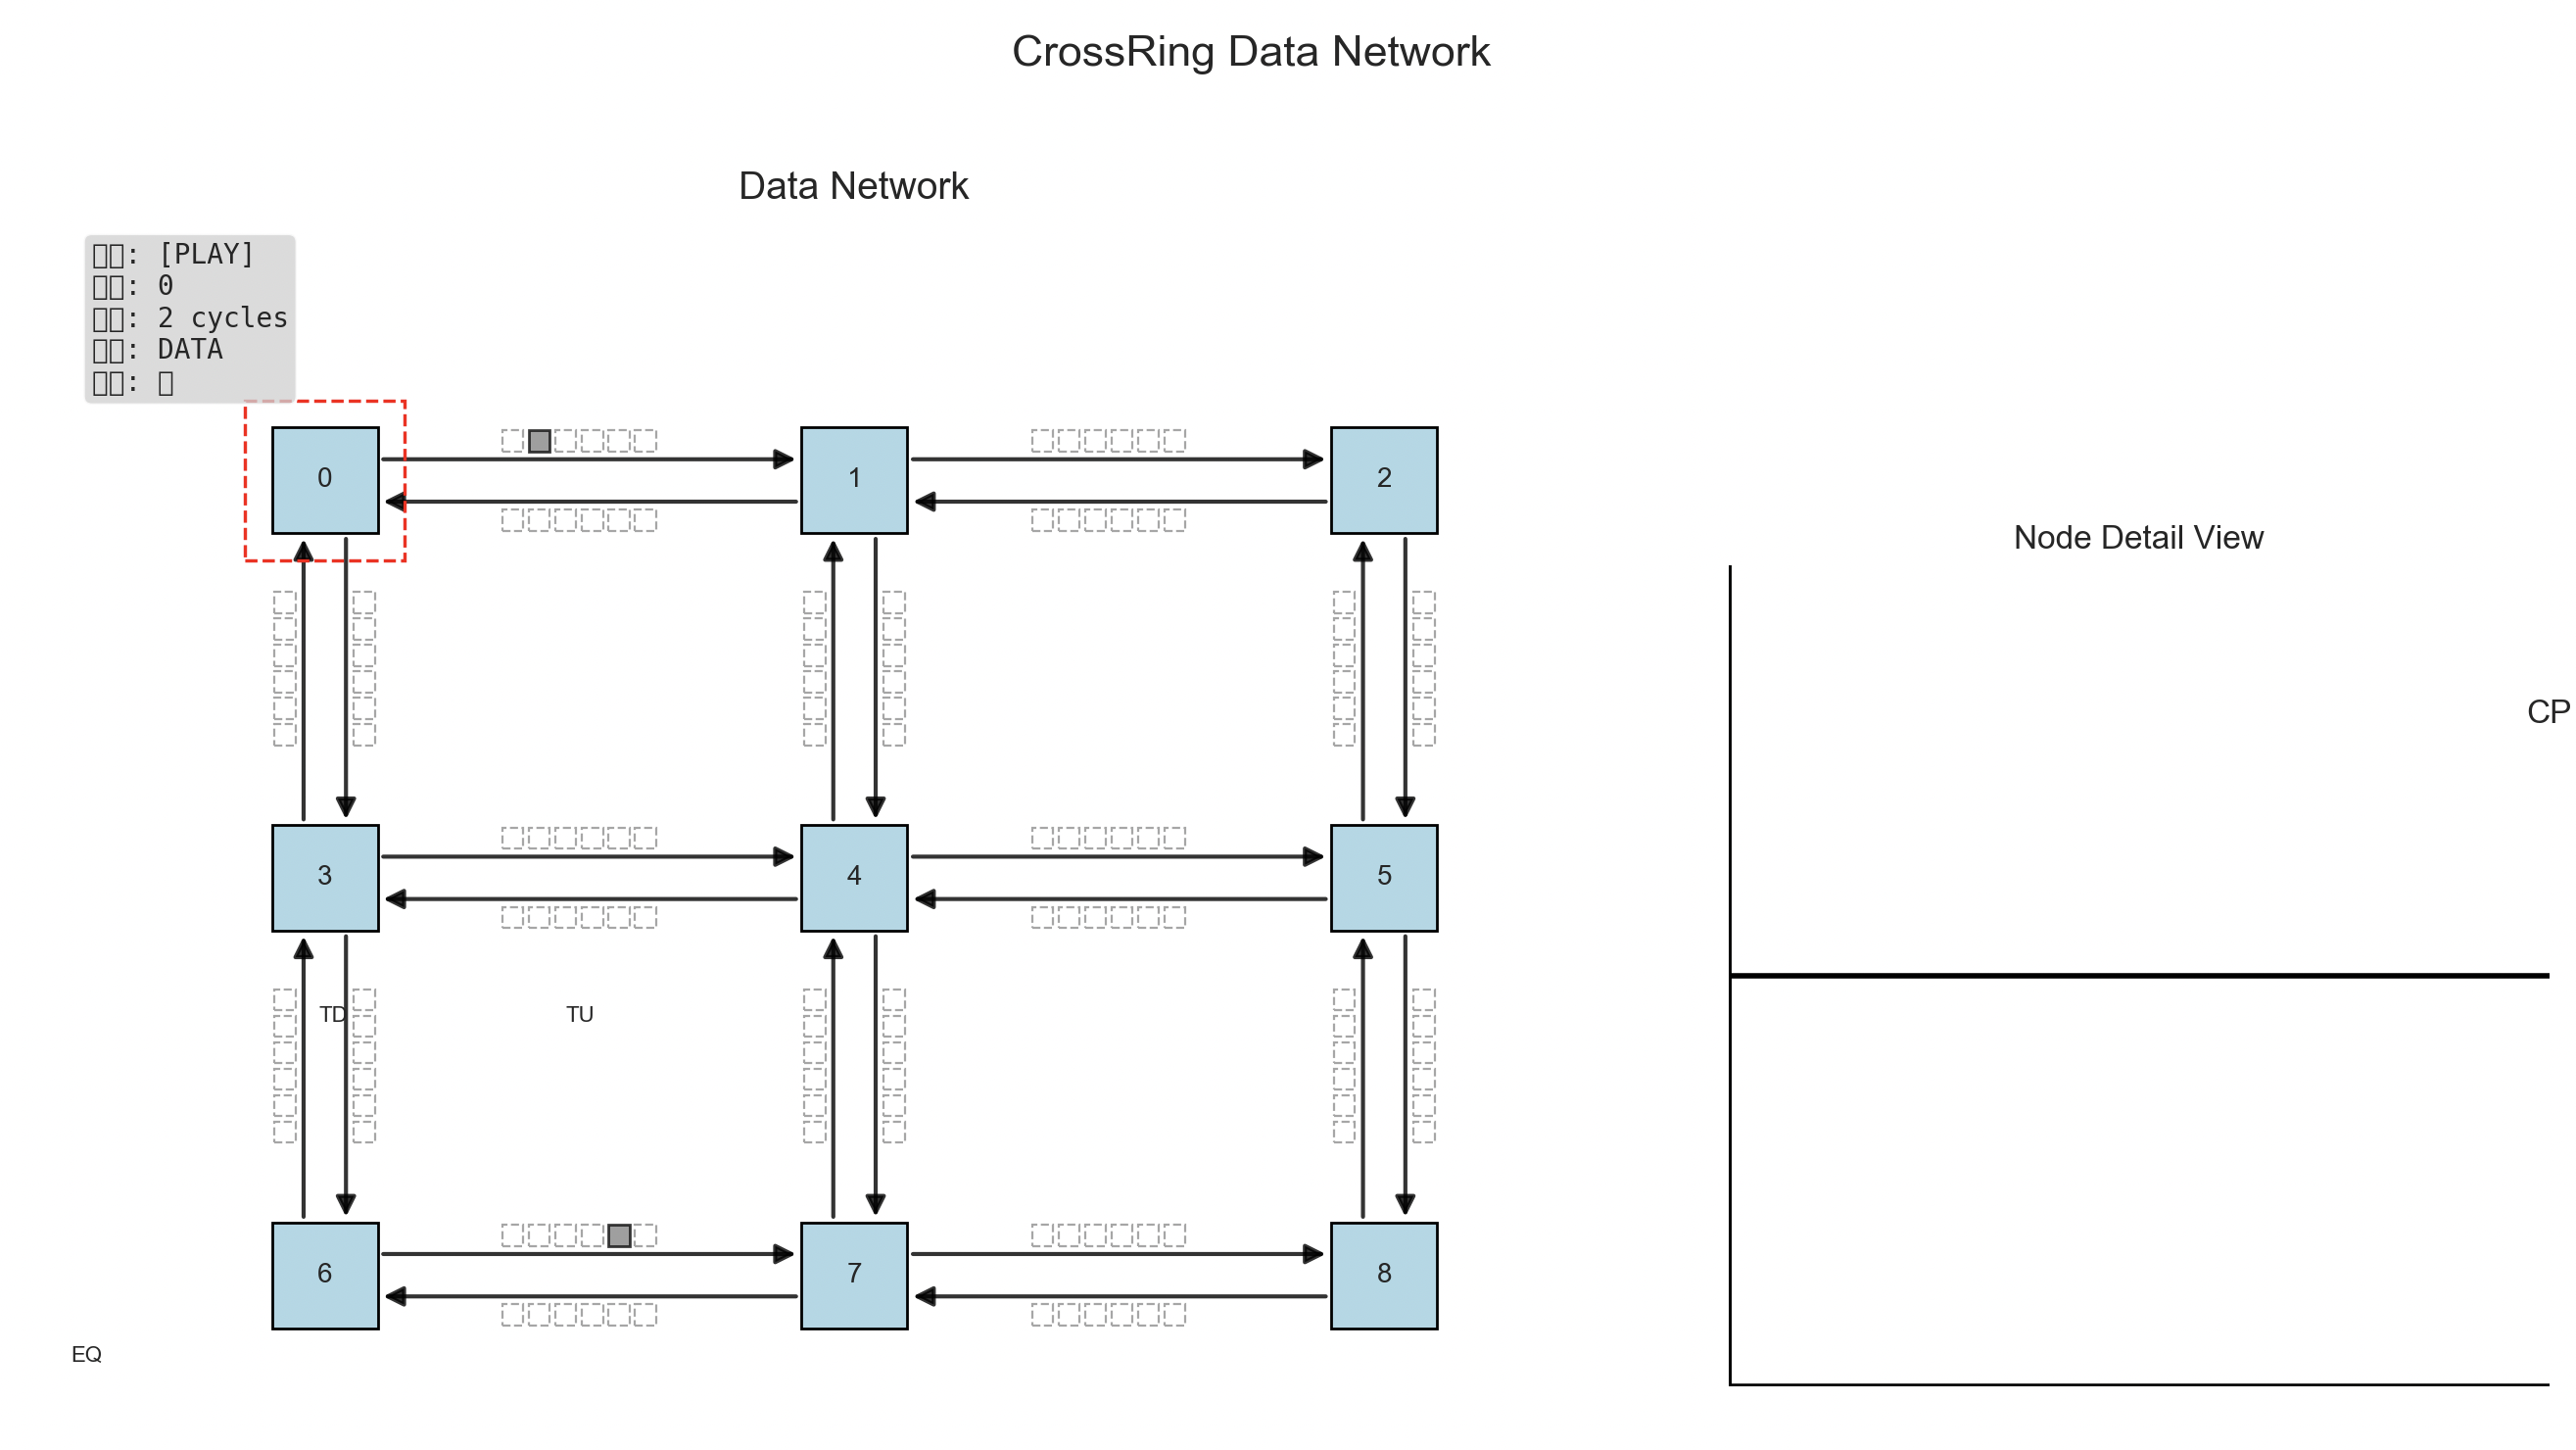 CrossRing Data Network
Data Network
: [PLAY]
: 0
: 2 cycles
: DATA
:
0
1
2
Node Detail View
CP
3
4
5
TD
TU
6
7
8
EQ